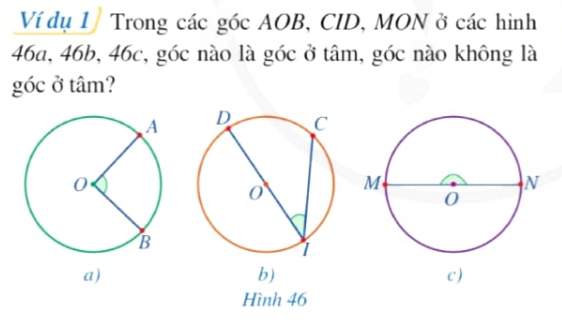 Ví dụ 1 Trong các góc AOB, CID, MON ở các hình
46a, 46b, 46c, góc nào là góc ở tâm, góc nào không là
góc ở tâm?
A
O
B
a)
D
C
O
I
b)
M
O
N
c)
Hình 46